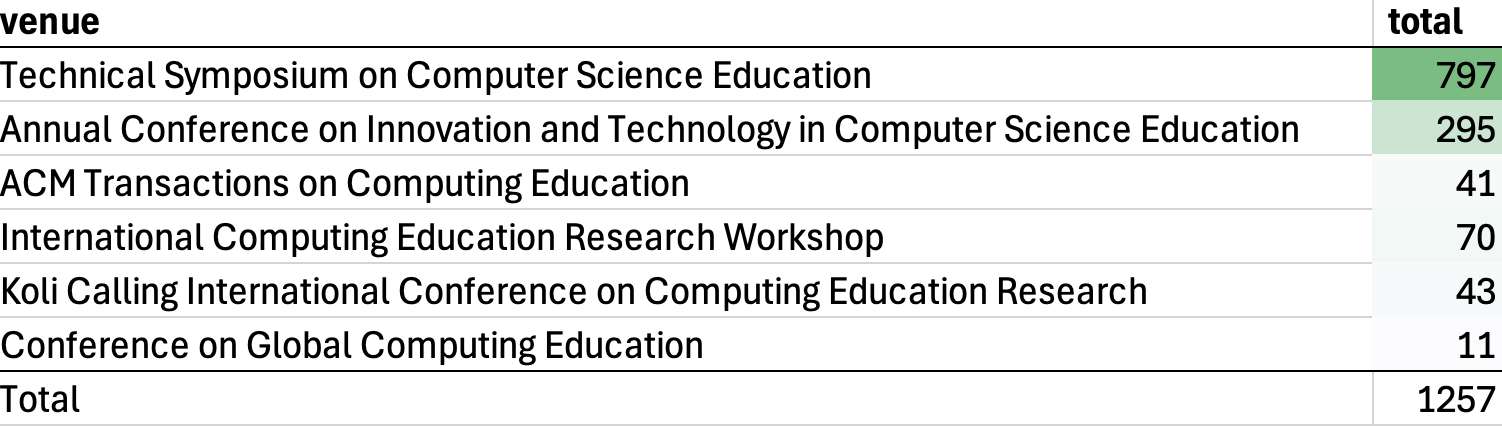 venue total
Technical Symposium on Computer Science Education 797
Annual Conference on Innovation and Technology in Computer Science Education 295
ACM Transactions on Computing Education 41
International Computing Education Research Workshop 70
Koli Calling International Conference on Computing Education Research 43
Conference on Global Computing Education 11
Total 1257